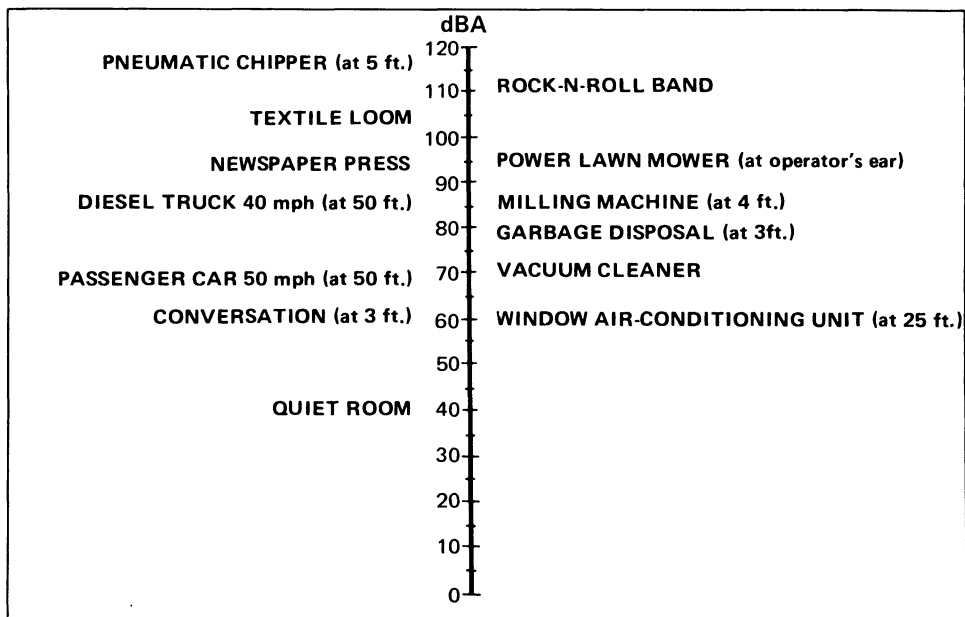 dBA
120
PNEUMATIC CHIPPER (at 5 ft.)
ROCK-N-ROLL BAND
110
TEXTILE LOOM
100
NEWSPAPER PRESS
POWER LAWN MOWER (at operator's ear)
90
DIESEL TRUCK 40 mph (at 50 ft.)
MILLING MACHINE (at 4 ft.)
80
GARBAGE DISPOSAL (at 3ft.)
PASSENGER CAR 50 mph (at 50 ft.)
70
VACUUM CLEANER
CONVERSATION (at 3 ft.)
60
WINDOW AIR-CONDITIONING UNIT (at 25 ft.)
50
QUIET ROOM
40
30
20
10
0